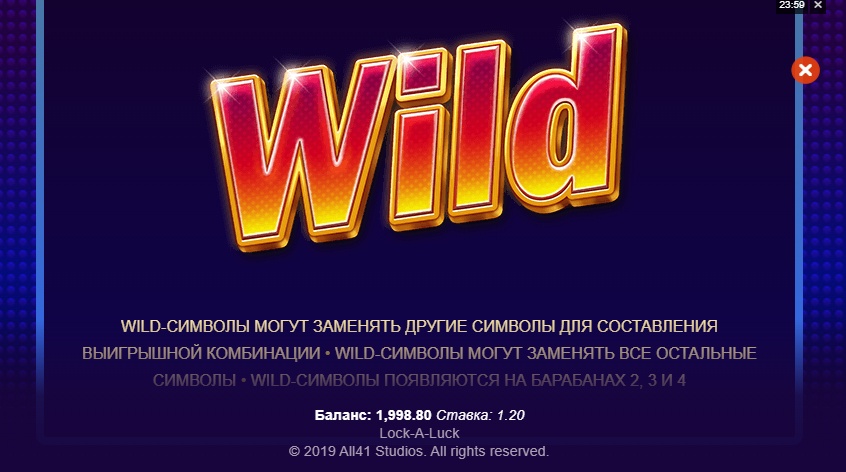 23:59
Wild
WILD-СИМВОЛЫ МОГУТ ЗАМЕНЯТЬ ДРУГИЕ СИМВОЛЫ ДЛЯ СОСТАВЛЕНИЯ
ВЫИГРЫШНОЙ КОМБИНАЦИИ • WILD-СИМВОЛЫ МОГУТ ЗАМЕНЯТЬ ВСЕ ОСТАЛЬНЫЕ
СИМВОЛЫ • WILD-СИМВОЛЫ ПОЯВЛЯЮТСЯ НА БАРАБАНАХ 2, 3 И 4
Баланс: 1,998.80 Ставка: 1.20
Lock-A-Luck
© 2019 All41 Studios. All rights reserved.